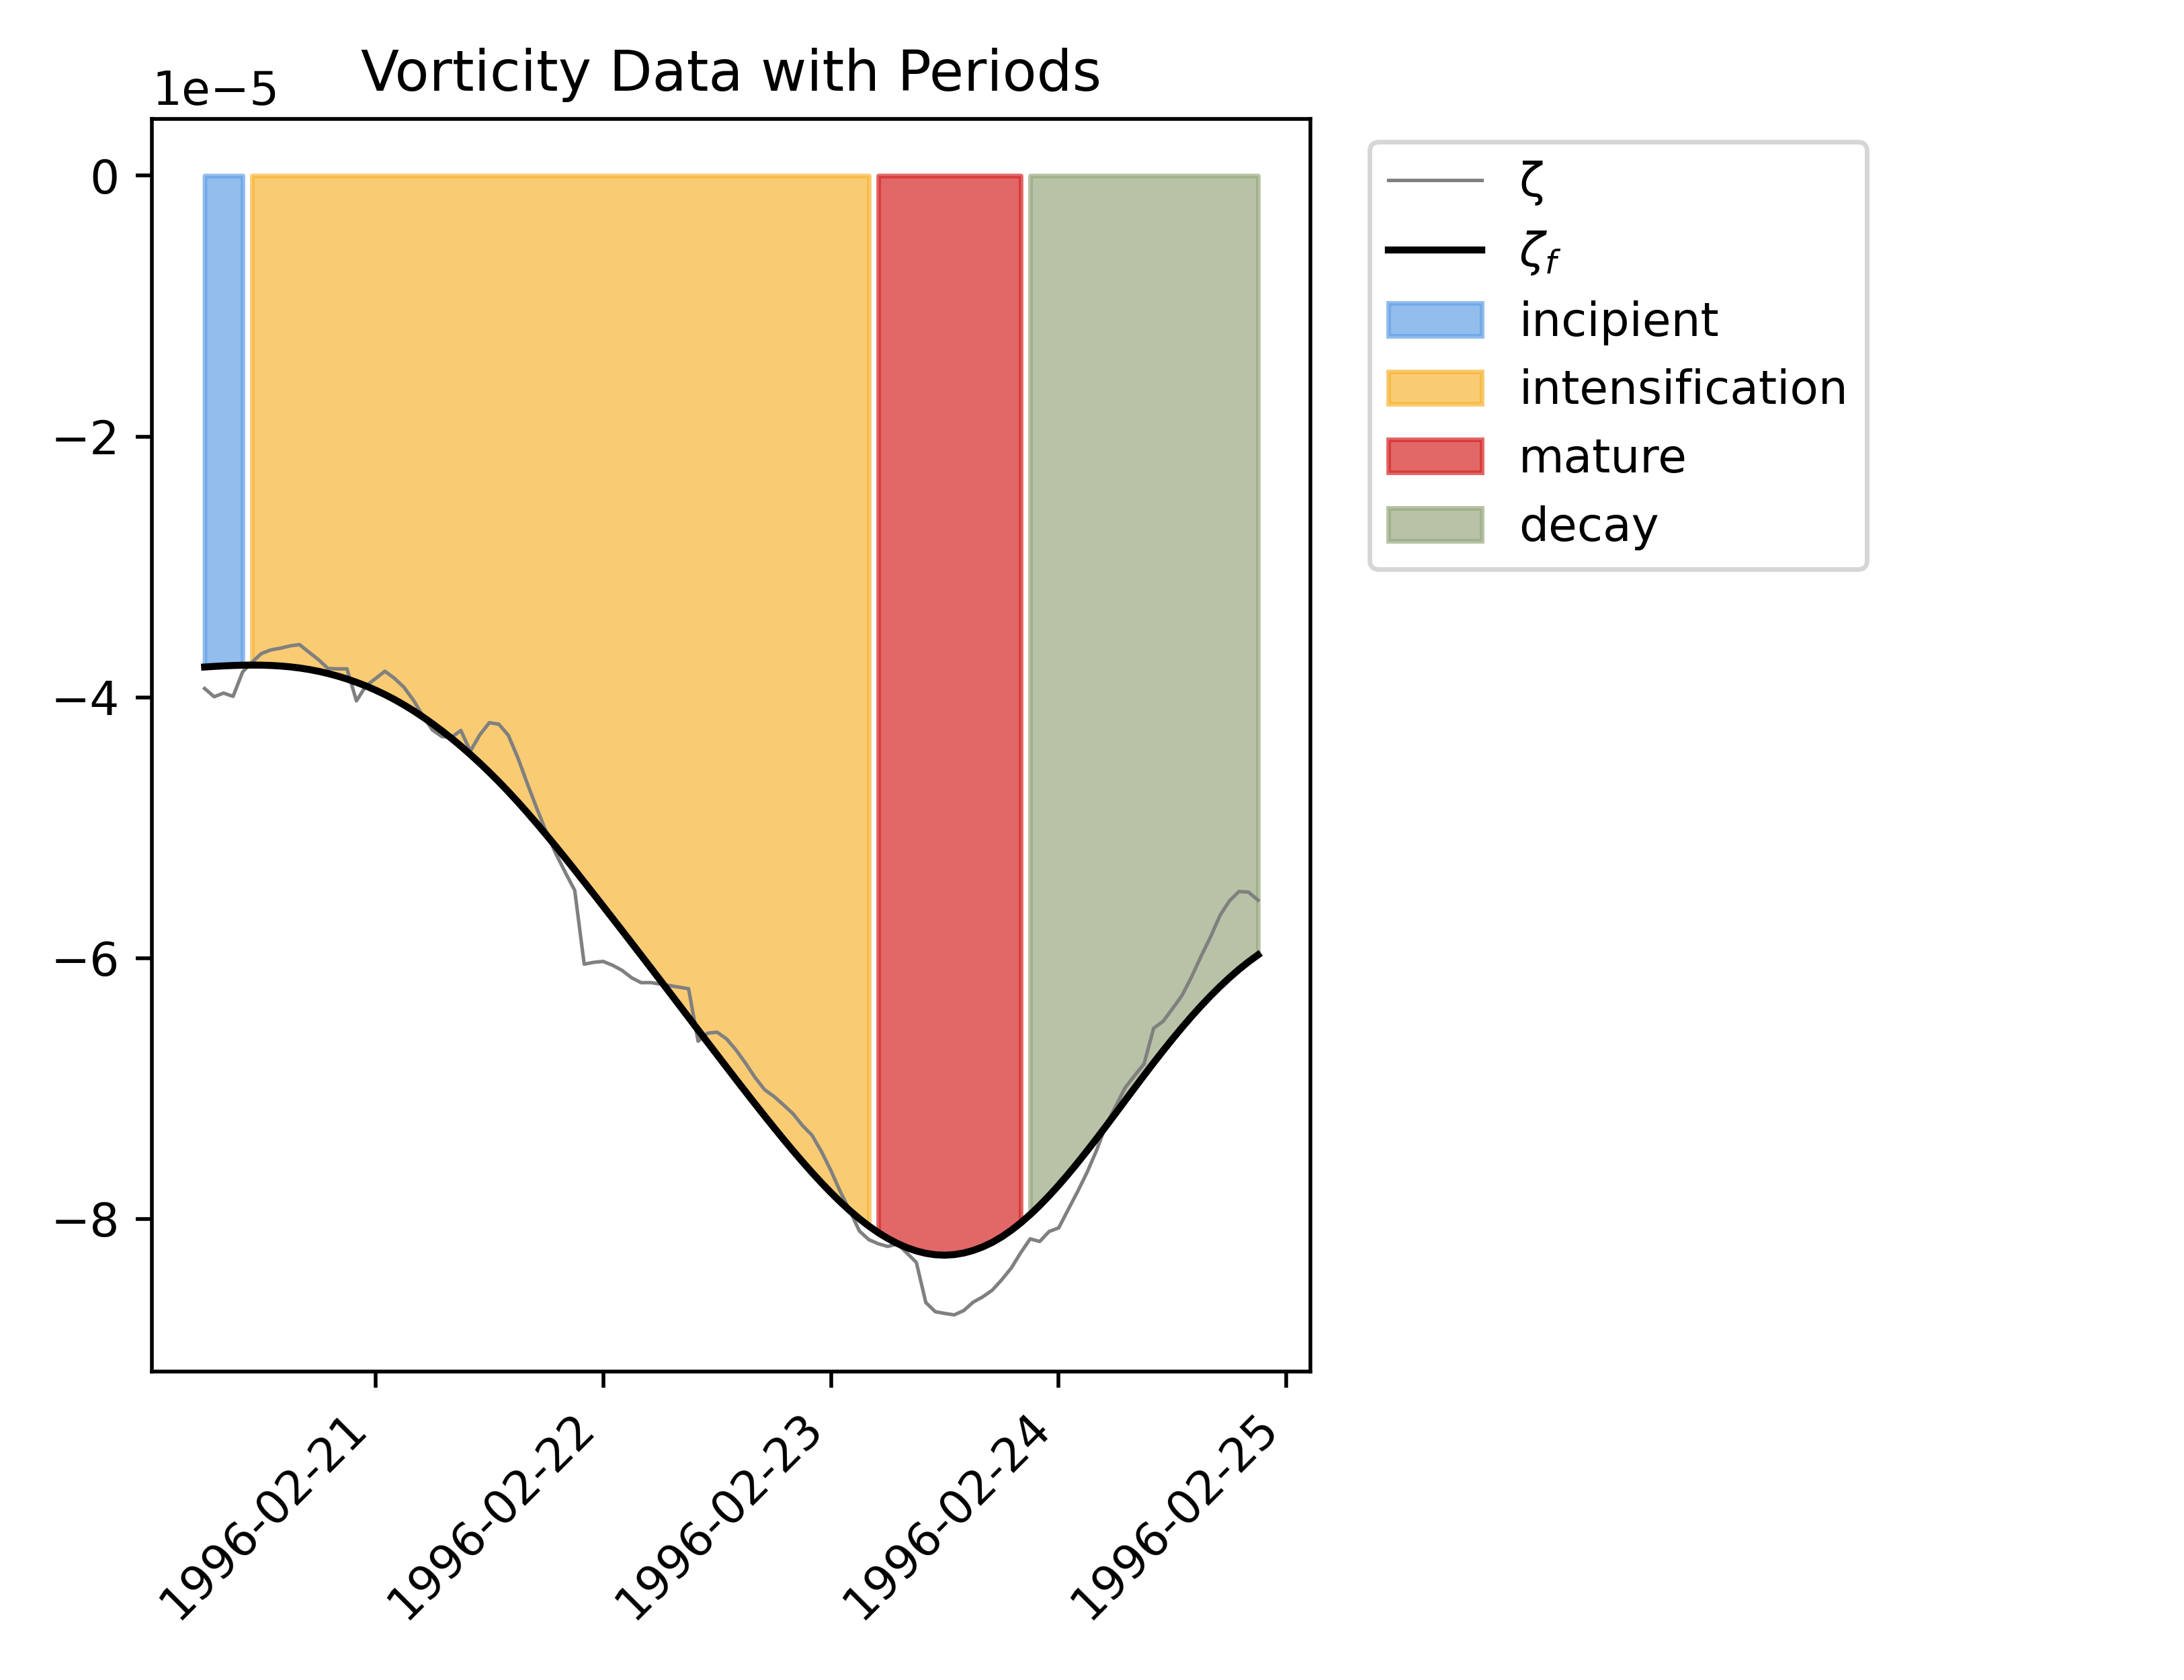 Vorticity Data with Periods
1e−5
0
−2
−4
−6
−8
1996-02-21
1996-02-22
1996-02-23
1996-02-24
1996-02-25
ζ
ζf
incipient
intensification
mature
decay